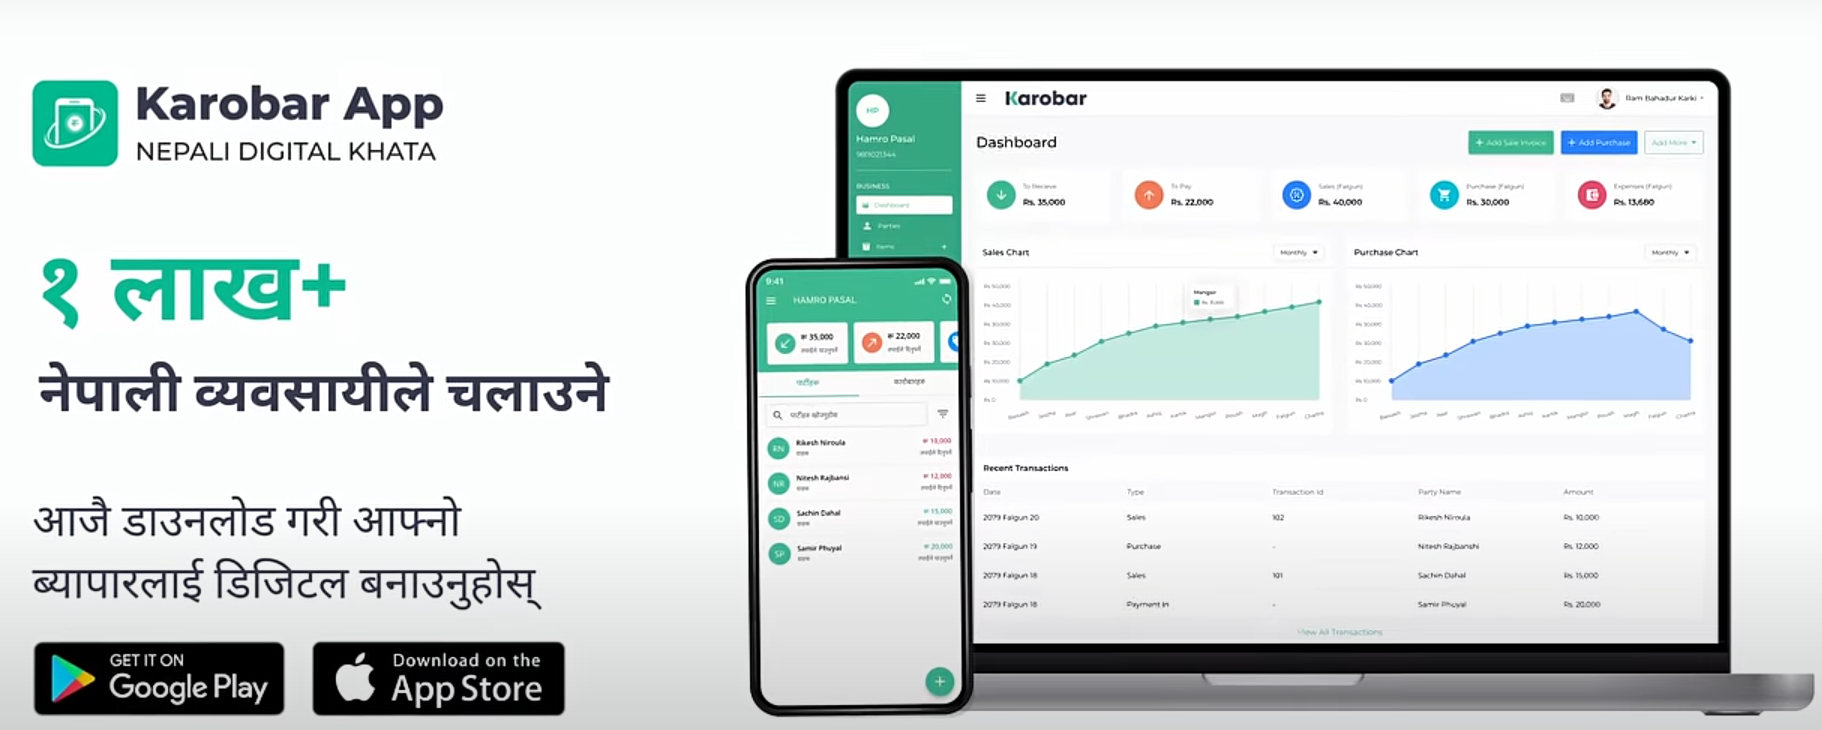 Karobar App
NEPALI DIGITAL KHATA
१ लाख+
नेपाली व्यवसायीले चलाउने
आजै डाउनलोड गरी आफ्नो
ब्यापारलाई डिजिटल बनाउनुहोस्
GET IT ON
Google Play
Download on the
App Store
9:41
HAMRO PASAL
रू 35,000
रू 22,000
पार्टीहरू
कारोबारहरू
RN Rikesh Niroula रू 10,000
NR Nitesh Rajbansi रू 12,000
SD Sachin Dahal रू 15,000
SP Samir Phuyal रू 20,000
HP
Hamro Pasal
BUSINESS
Dashboard
Parties
Items
Karobar
Ram Bahadur Karki
Dashboard
+ Add Sale Invoice
+ Add Purchase
Add More
To Receive
Rs. 35,000
To Pay
Rs. 22,000
Sales (Falgun)
Rs. 40,000
Purchase (Falgun)
Rs. 30,000
Expenses (Falgun)
Rs. 13,680
Sales Chart
Monthly
Mangsir
Purchase Chart
Monthly
Recent Transactions
Date Type Transaction Id Party Name Amount
2079 Falgun 20 Sales 102 Rikesh Niroula Rs. 10,000
2079 Falgun 19 Purchase - Nitesh Rajbanshi Rs. 12,000
2079 Falgun 18 Sales 101 Sachin Dahal Rs. 15,000
2079 Falgun 18 Payment In - Samir Phuyal Rs. 20,000
View All Transactions